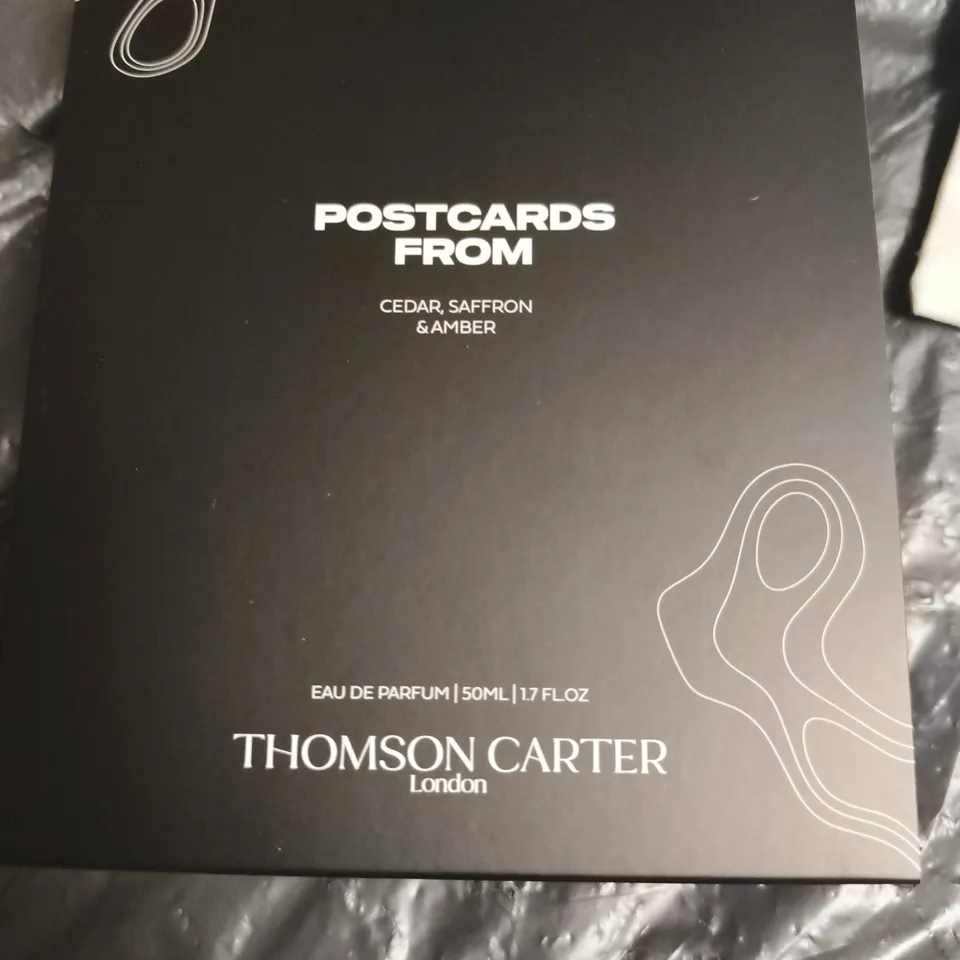 POSTCARDS
FROM
CEDAR, SAFFRON
& AMBER
EAU DE PARFUM | 50ML | 1.7 FL.OZ
THOMSON CARTER
London